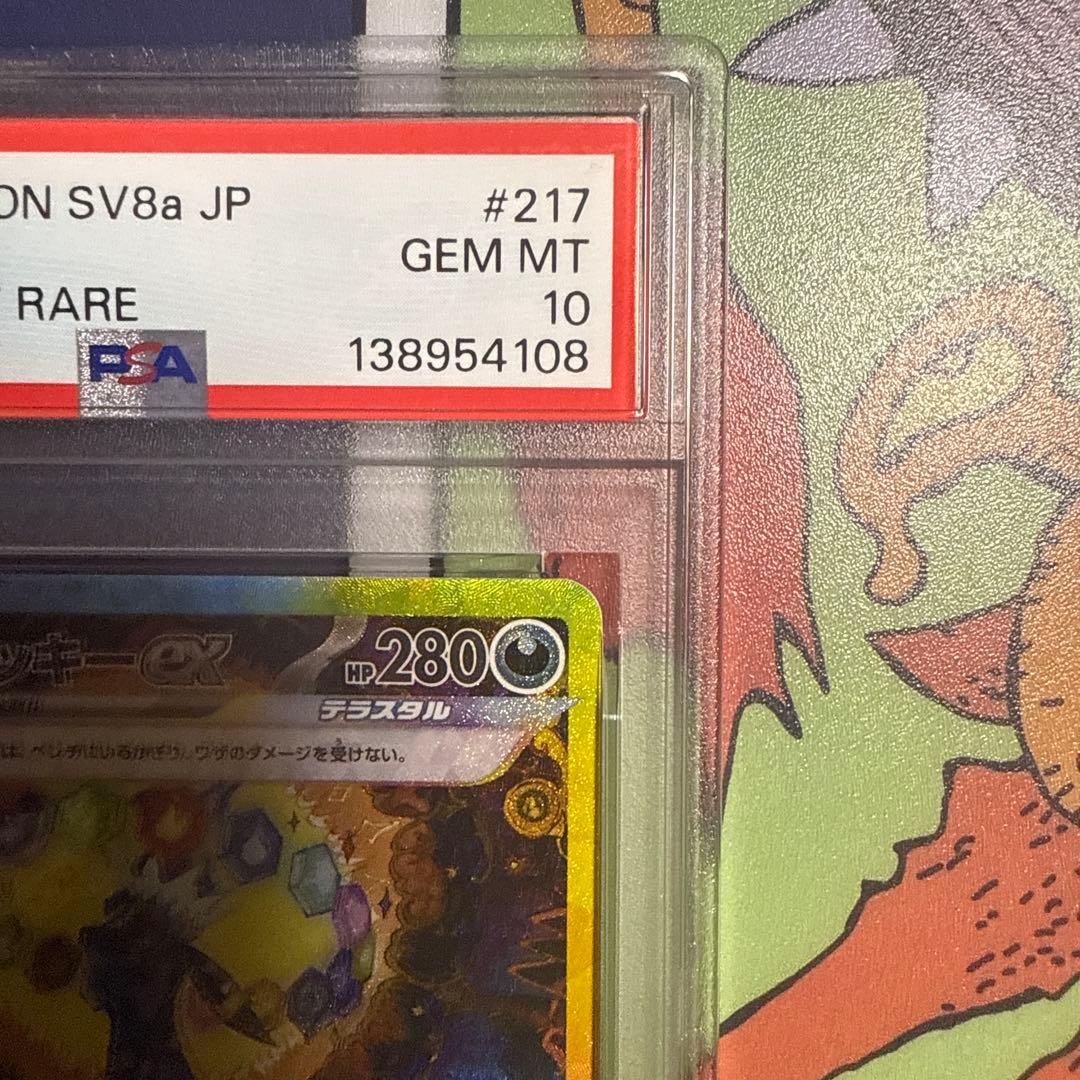 ON SV8a JP #217
GEM MT
RARE 10
PSA 138954108
ッキーex HP280
テラスタル
は、ベンチにいるかぎり、ワザのダメージを受けない。